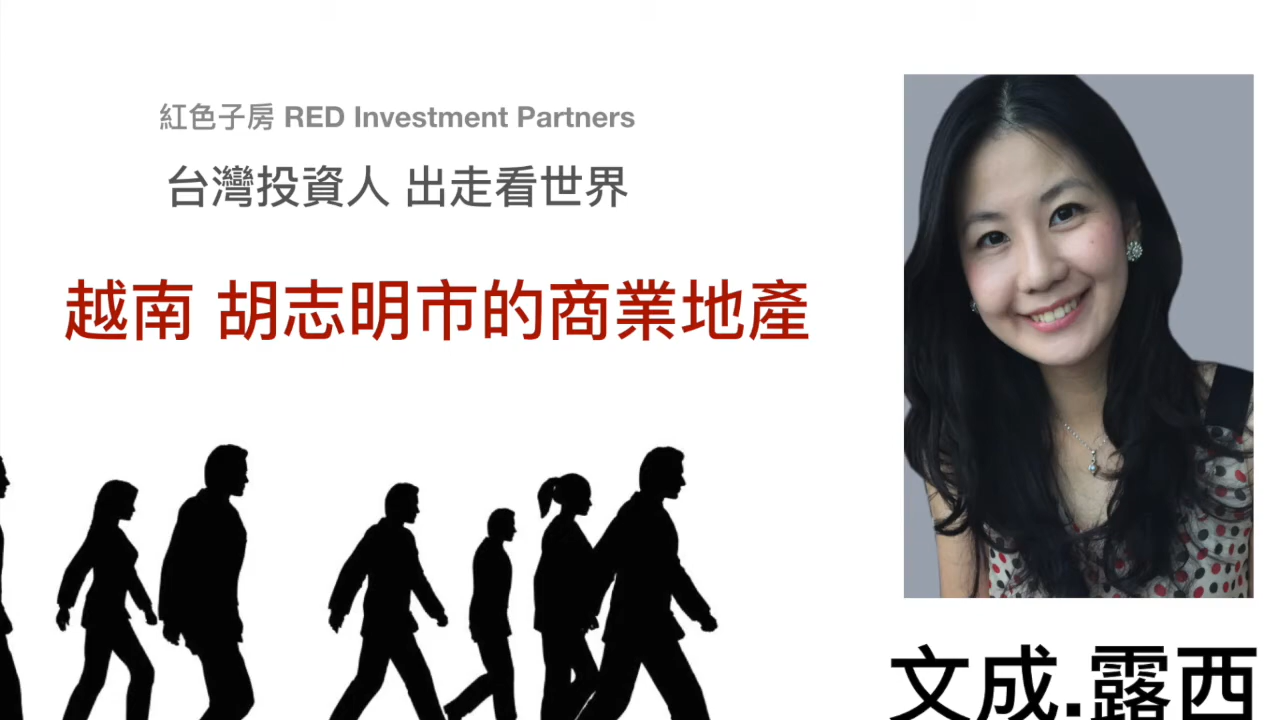 紅色子房 RED Investment Partners
台灣投資人 出走看世界
越南 胡志明市的商業地產
文成.露西